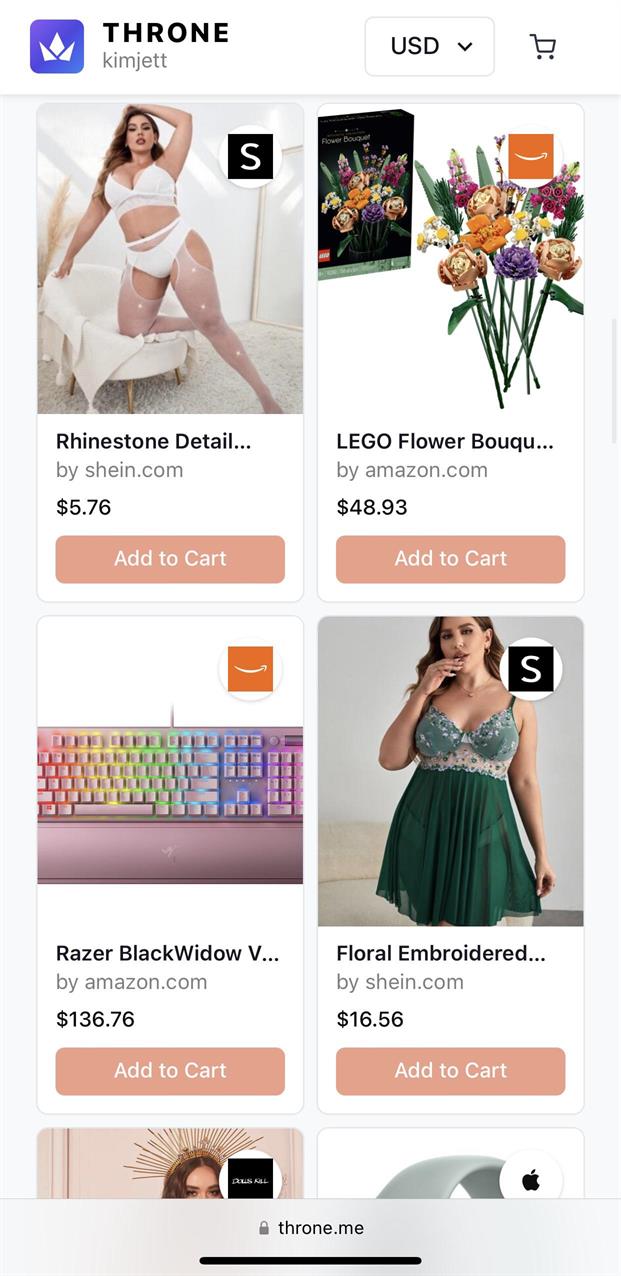 THRONE
kimjett
USD
S
Flower Bouquet
LEGO
Rhinestone Detail...
by shein.com
$5.76
Add to Cart
LEGO Flower Bouqu...
by amazon.com
$48.93
Add to Cart
S
Razer BlackWidow V...
by amazon.com
$136.76
Add to Cart
Floral Embroidered...
by shein.com
$16.56
Add to Cart
DOLLS KILL
throne.me